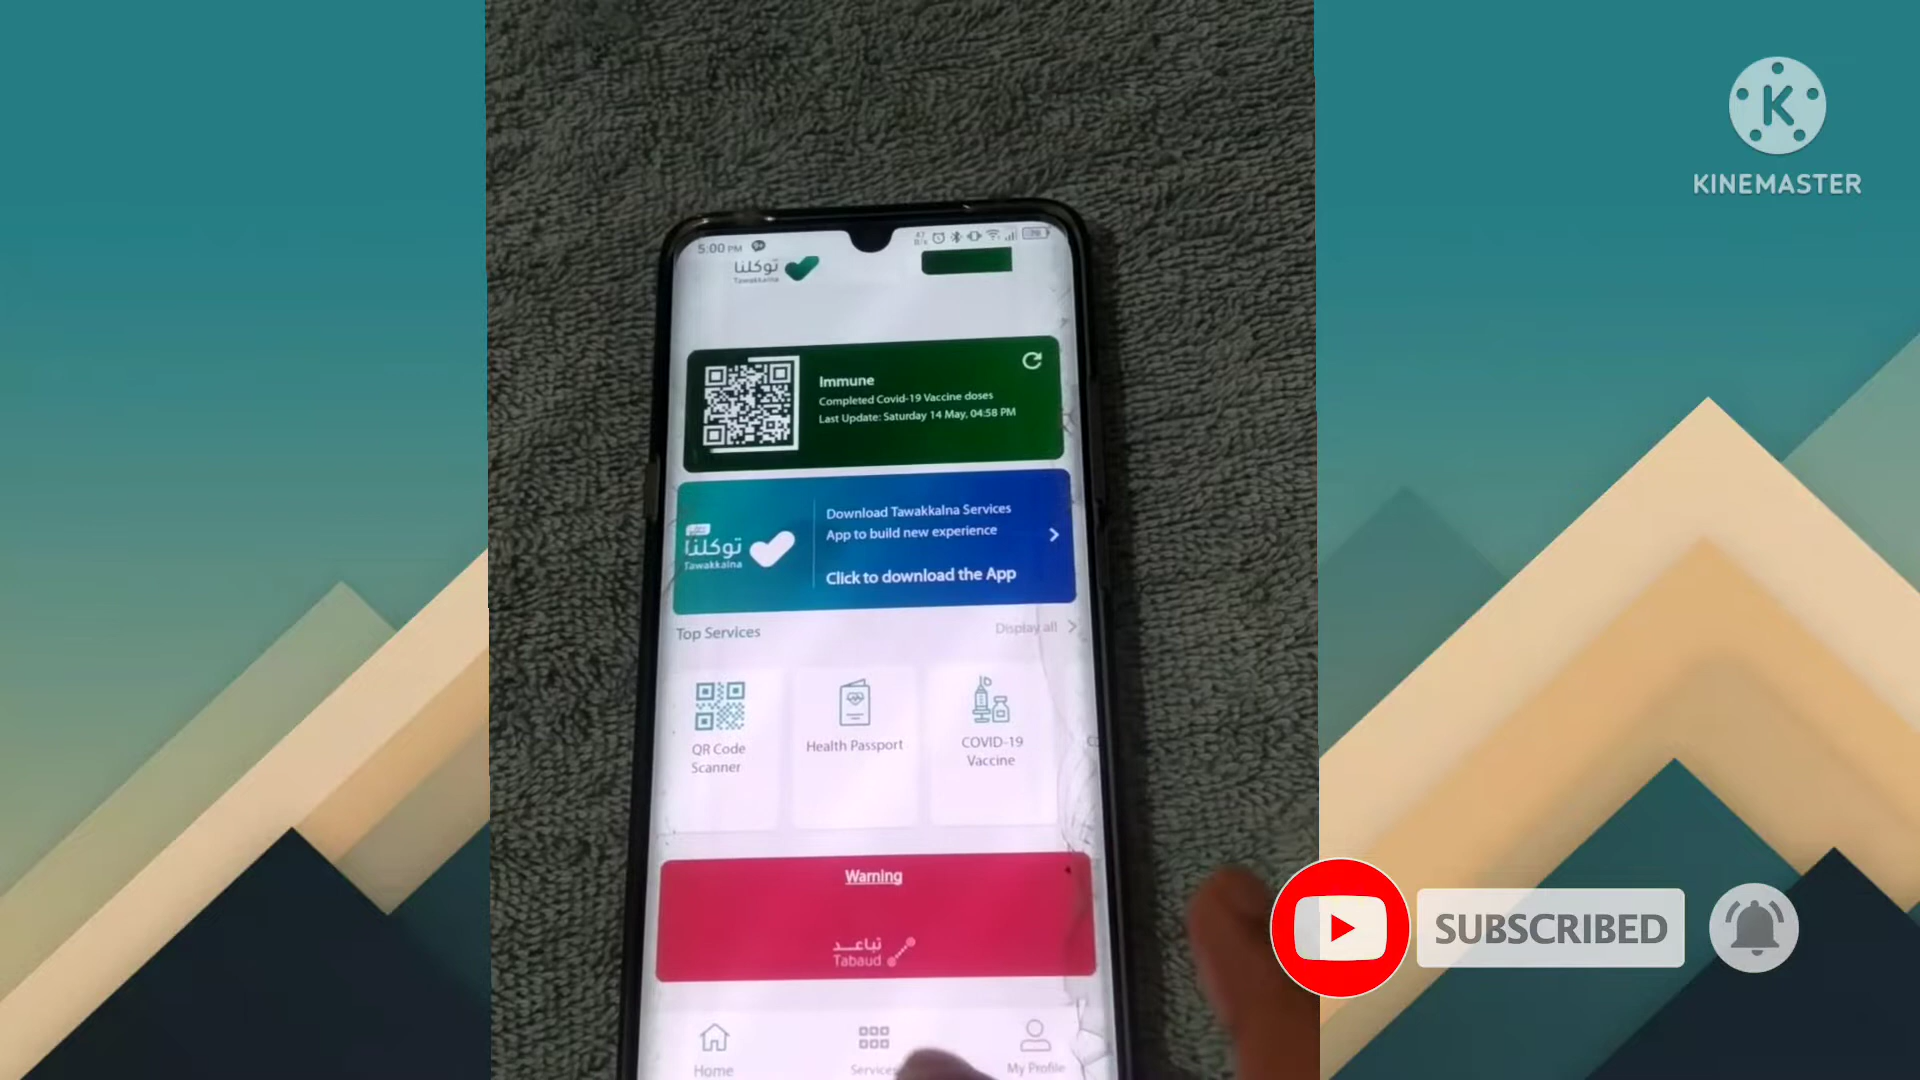 KINEMASTER
5:00 PM
توكلنا
Tawakkalna
Immune
Completed Covid-19 Vaccine doses
Last Update: Saturday 14 May, 04:58 PM
توكلنا
Tawakkalna
Download Tawakkalna Services
App to build new experience
Click to download the App
Top Services
Display all
QR Code
Scanner
Health Passport
COVID-19
Vaccine
Warning
تباعد
Tabaud
Home
Services
My Profile
SUBSCRIBED